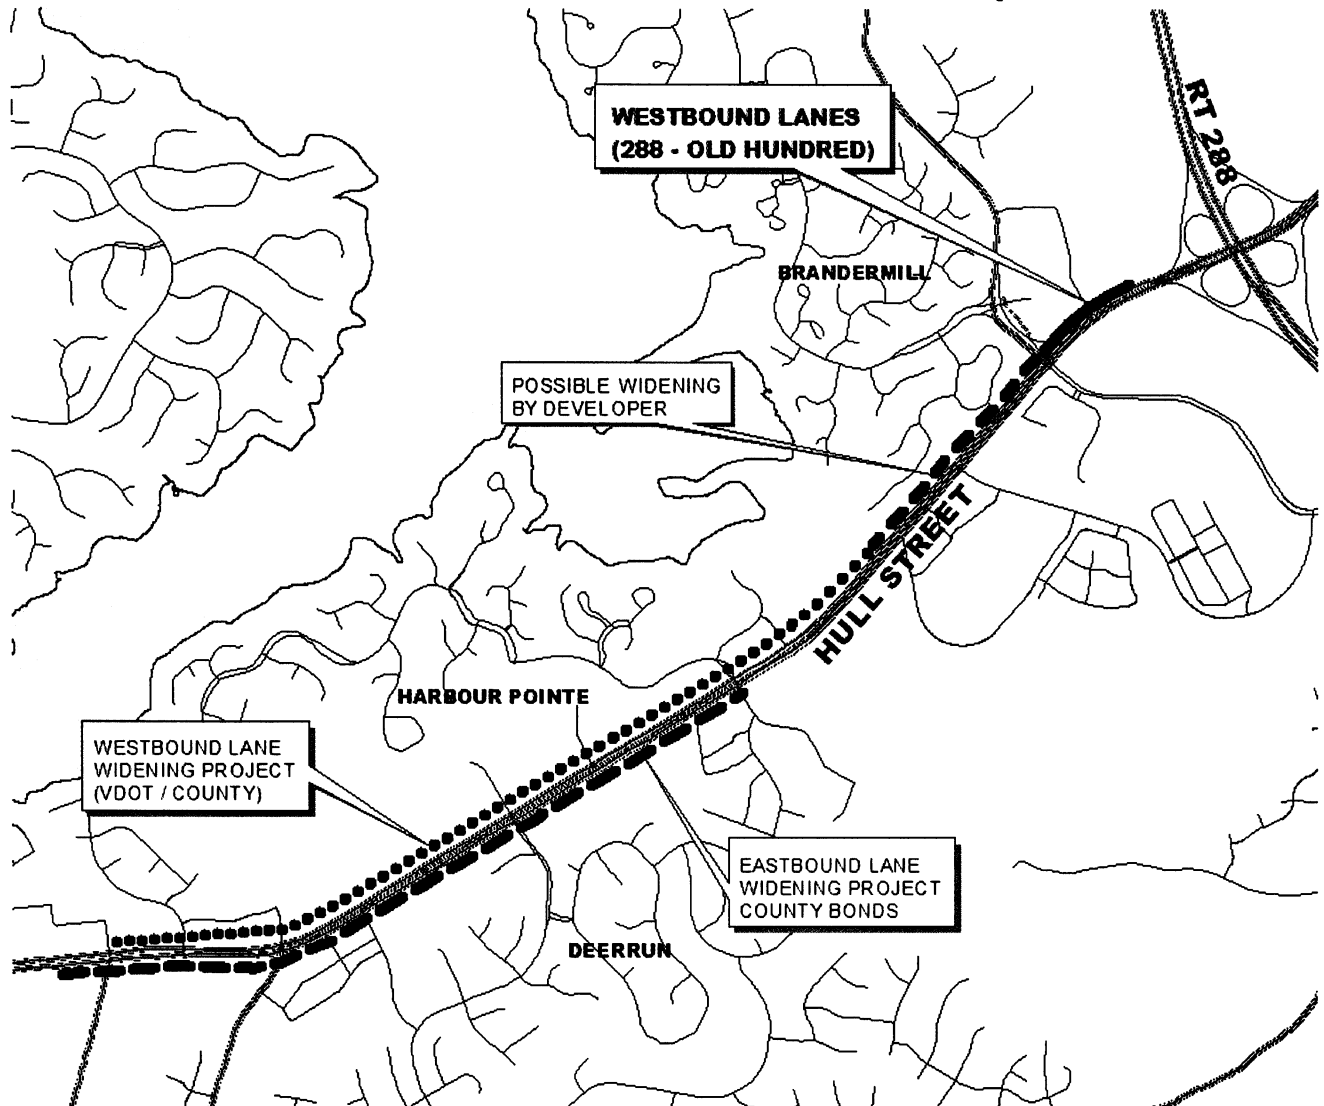 WESTBOUND LANES
(288 - OLD HUNDRED)
RT 288
BRANDERMILL
POSSIBLE WIDENING
BY DEVELOPER
HULL STREET
HARBOUR POINTE
WESTBOUND LANE
WIDENING PROJECT
(VDOT / COUNTY)
EASTBOUND LANE
WIDENING PROJECT
COUNTY BONDS
DEERRUN